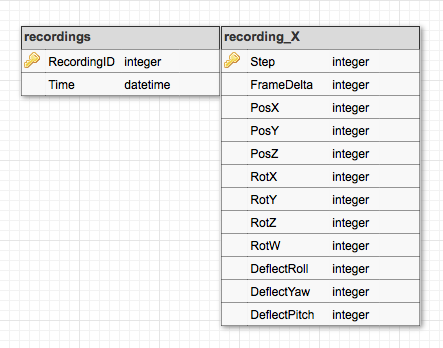 recordings
RecordingID integer
Time datetime
recording_X
Step integer
FrameDelta integer
PosX integer
PosY integer
PosZ integer
RotX integer
RotY integer
RotZ integer
RotW integer
DeflectRoll integer
DeflectYaw integer
DeflectPitch integer